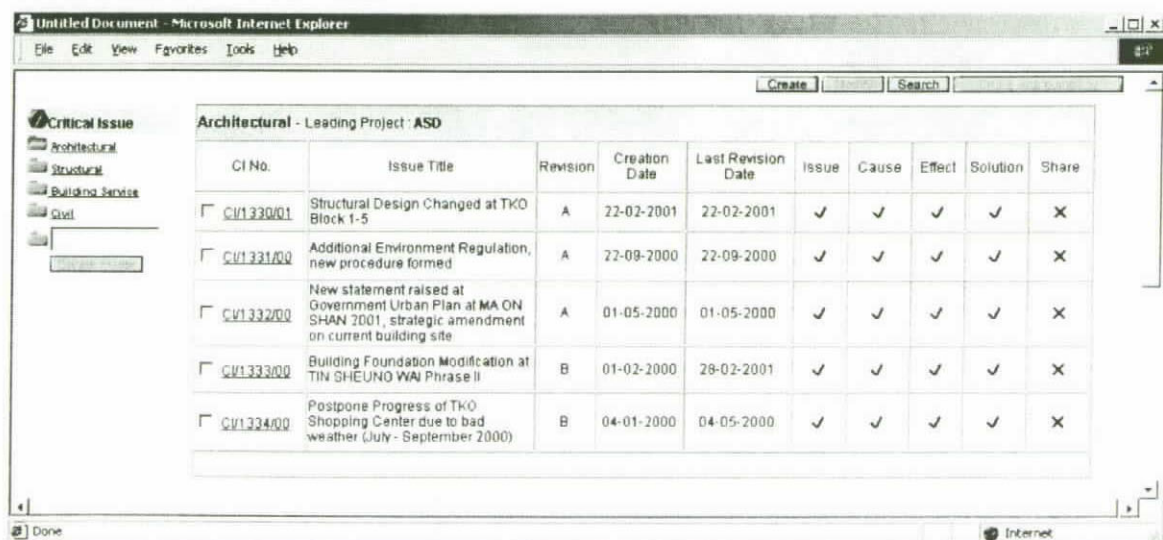 Untitled Document - Microsoft Internet Explorer
File Edit View Favorites Tools Help
Create Search
Critical Issue
Architectural
Structural
Building Service
Civil
Architectural - Leading Project : ASD
CI No. Issue Title Revision Creation Date Last Revision Date Issue Cause Effect Solution Share
CI/1330/01 Structural Design Changed at TKO Block 1-5 A 22-02-2001 22-02-2001 ✓ ✓ ✓ ✓ ✕
CI/1331/00 Additional Environment Regulation, new procedure formed A 22-09-2000 22-09-2000 ✓ ✓ ✓ ✓ ✕
CI/1332/00 New statement raised at Government Urban Plan at MA ON SHAN 2001, strategic amendment on current building site A 01-05-2000 01-05-2000 ✓ ✓ ✓ ✓ ✕
CI/1333/00 Building Foundation Modification at TIN SHEUNG WAI Phrase II B 01-02-2000 28-02-2001 ✓ ✓ ✓ ✓ ✕
CI/1334/00 Postpone Progress of TKO Shopping Center due to bad weather (July - September 2000) B 04-01-2000 04-05-2000 ✓ ✓ ✓ ✓ ✕
Done Internet